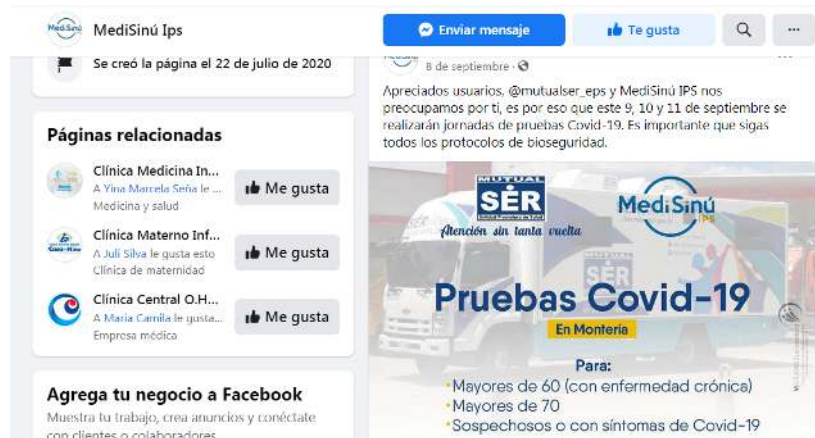 MediSinú
MediSinú Ips
Enviar mensaje
Te gusta
Se creó la página el 22 de julio de 2020
Páginas relacionadas
Clínica Medicina In...
A Yina Marcela Seña le ...
Medicina y salud
Me gusta
Clínica Materno Inf...
A Juli Silva le gusta esto
Clínica de maternidad
Me gusta
Clínica Central O.H...
A Maria Camila le gusta...
Empresa médica
Me gusta
Agrega tu negocio a Facebook
Muestra tu trabajo, crea anuncios y conéctate
con clientes o colaboradores
8 de septiembre ·
Apreciados usuarios, @mutualser_eps y MediSinú IPS nos
preocupamos por ti, es por eso que este 9, 10 y 11 de septiembre se
realizarán jornadas de pruebas Covid-19. Es importante que sigas
todos los protocolos de bioseguridad.
MUTUAL
SER
Atención sin tanta vuelta
MediSinú
IPS
MUTUAL
SER
Pruebas Covid-19
En Montería
Para:
•Mayores de 60 (con enfermedad crónica)
•Mayores de 70
•Sospechosos o con síntomas de Covid-19